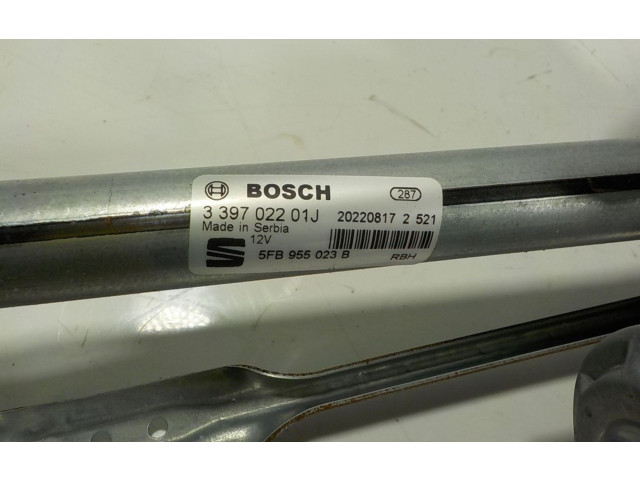 BOSCH 287
3 397 022 01J 20220817 2 521
Made in Serbia
12V
5FB 955 023 B RBH